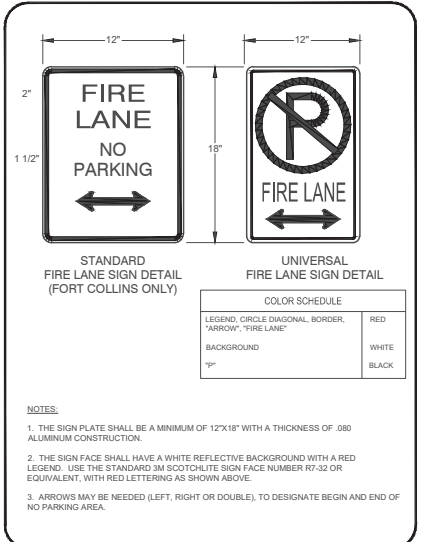 12"
12"
2"
FIRE
LANE
1 1/2"
NO
PARKING
18"
P
FIRE LANE
STANDARD
FIRE LANE SIGN DETAIL
(FORT COLLINS ONLY)
UNIVERSAL
FIRE LANE SIGN DETAIL
COLOR SCHEDULE
LEGEND, CIRCLE DIAGONAL, BORDER, RED
"ARROW", "FIRE LANE"
BACKGROUND WHITE
"P" BLACK
NOTES:
1. THE SIGN PLATE SHALL BE A MINIMUM OF 12"X18" WITH A THICKNESS OF .080
ALUMINUM CONSTRUCTION.
2. THE SIGN FACE SHALL HAVE A WHITE REFLECTIVE BACKGROUND WITH A RED
LEGEND. USE THE STANDARD 3M SCOTCHLITE SIGN FACE NUMBER R7-32 OR
EQUIVALENT, WITH RED LETTERING AS SHOWN ABOVE.
3. ARROWS MAY BE NEEDED (LEFT, RIGHT OR DOUBLE), TO DESIGNATE BEGIN AND END OF
NO PARKING AREA.